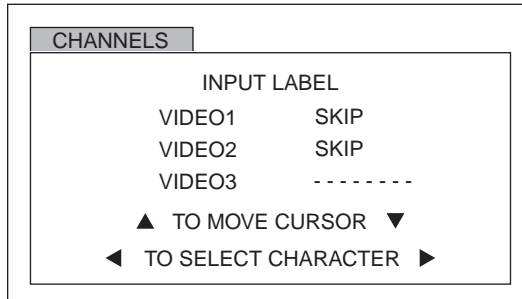 CHANNELS
INPUT LABEL
VIDEO1 SKIP
VIDEO2 SKIP
VIDEO3 - - - - - - - -
▲ TO MOVE CURSOR ▼
◀ TO SELECT CHARACTER ▶